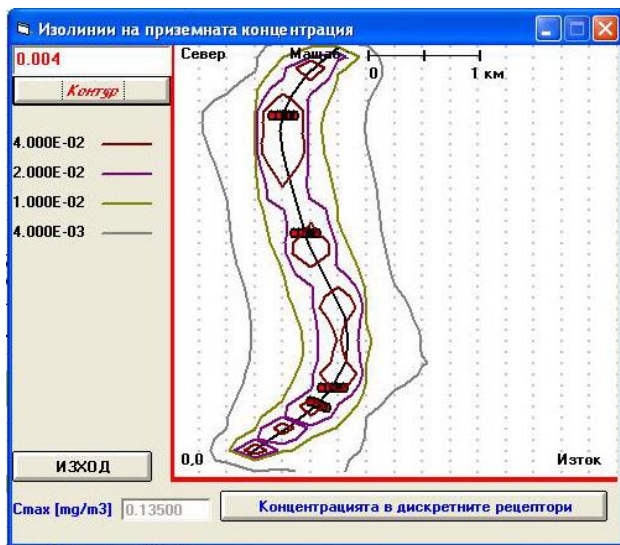 Изолинии на приземната концентрация
0.004
Контур
4.000E-02
2.000E-02
1.000E-02
4.000E-03
Север
Мащаб
0 1 км
0,0
Изток
ИЗХОД
Cmax [mg/m3] 0.13500
Концентрацията в дискретните рецептори